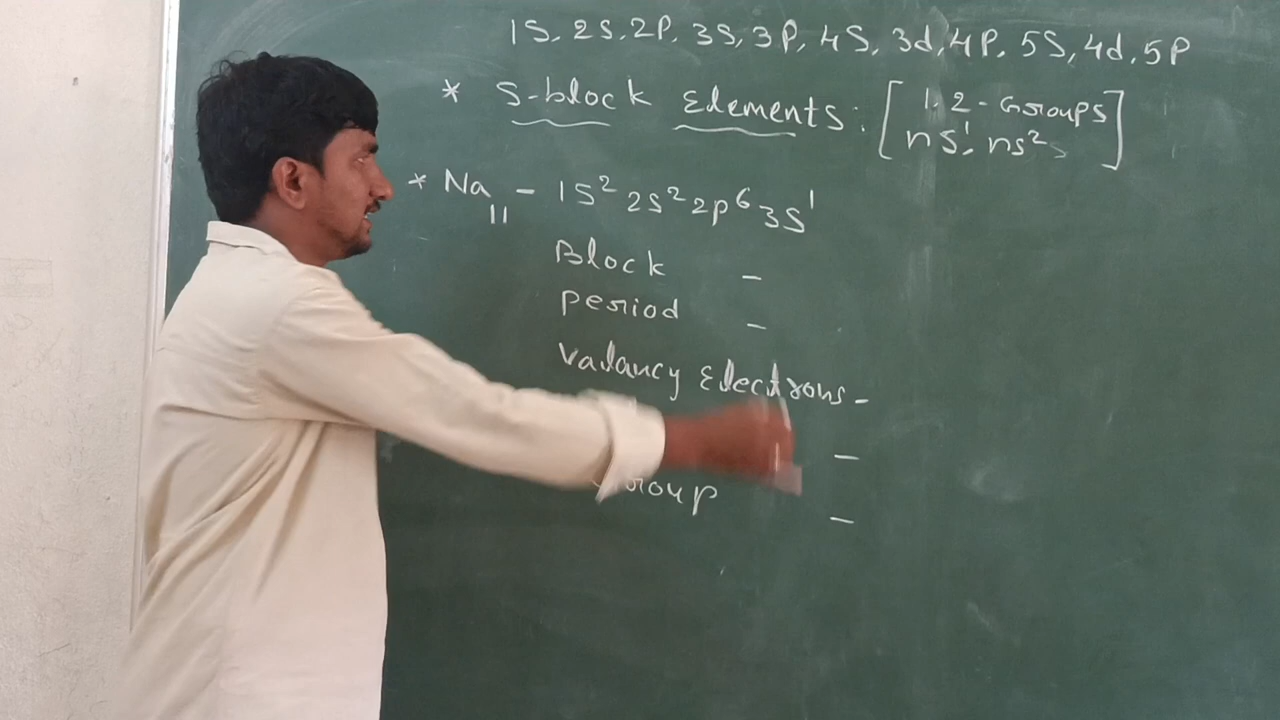 1S, 2S, 2P, 3S, 3P, 4S, 3d, 4P, 5S, 4d, 5P
* S-block Elements: [1, 2 - Groups
nS¹, ns²]
* Na₁₁ - 1S² 2S² 2p⁶ 3S¹
Block -
Period -
Valancy Electrons -
-
Group -